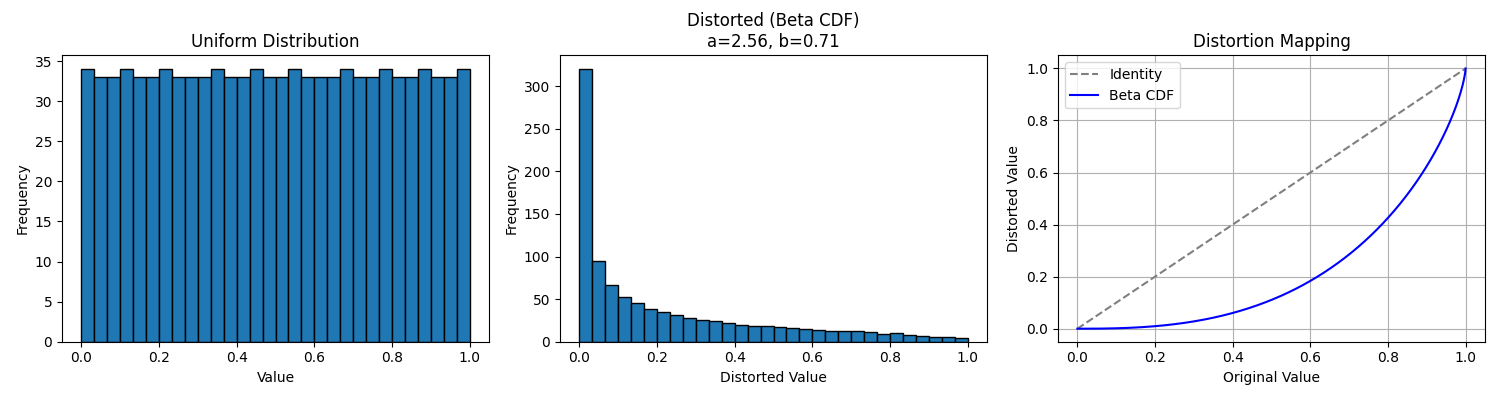 Uniform Distribution
Frequency
35
30
25
20
15
10
5
0
0.0 0.2 0.4 0.6 0.8 1.0
Value
Distorted (Beta CDF)
a=2.56, b=0.71
Frequency
300
250
200
150
100
50
0
0.0 0.2 0.4 0.6 0.8 1.0
Distorted Value
Distortion Mapping
Identity
Beta CDF
Distorted Value
1.0
0.8
0.6
0.4
0.2
0.0
0.0 0.2 0.4 0.6 0.8 1.0
Original Value